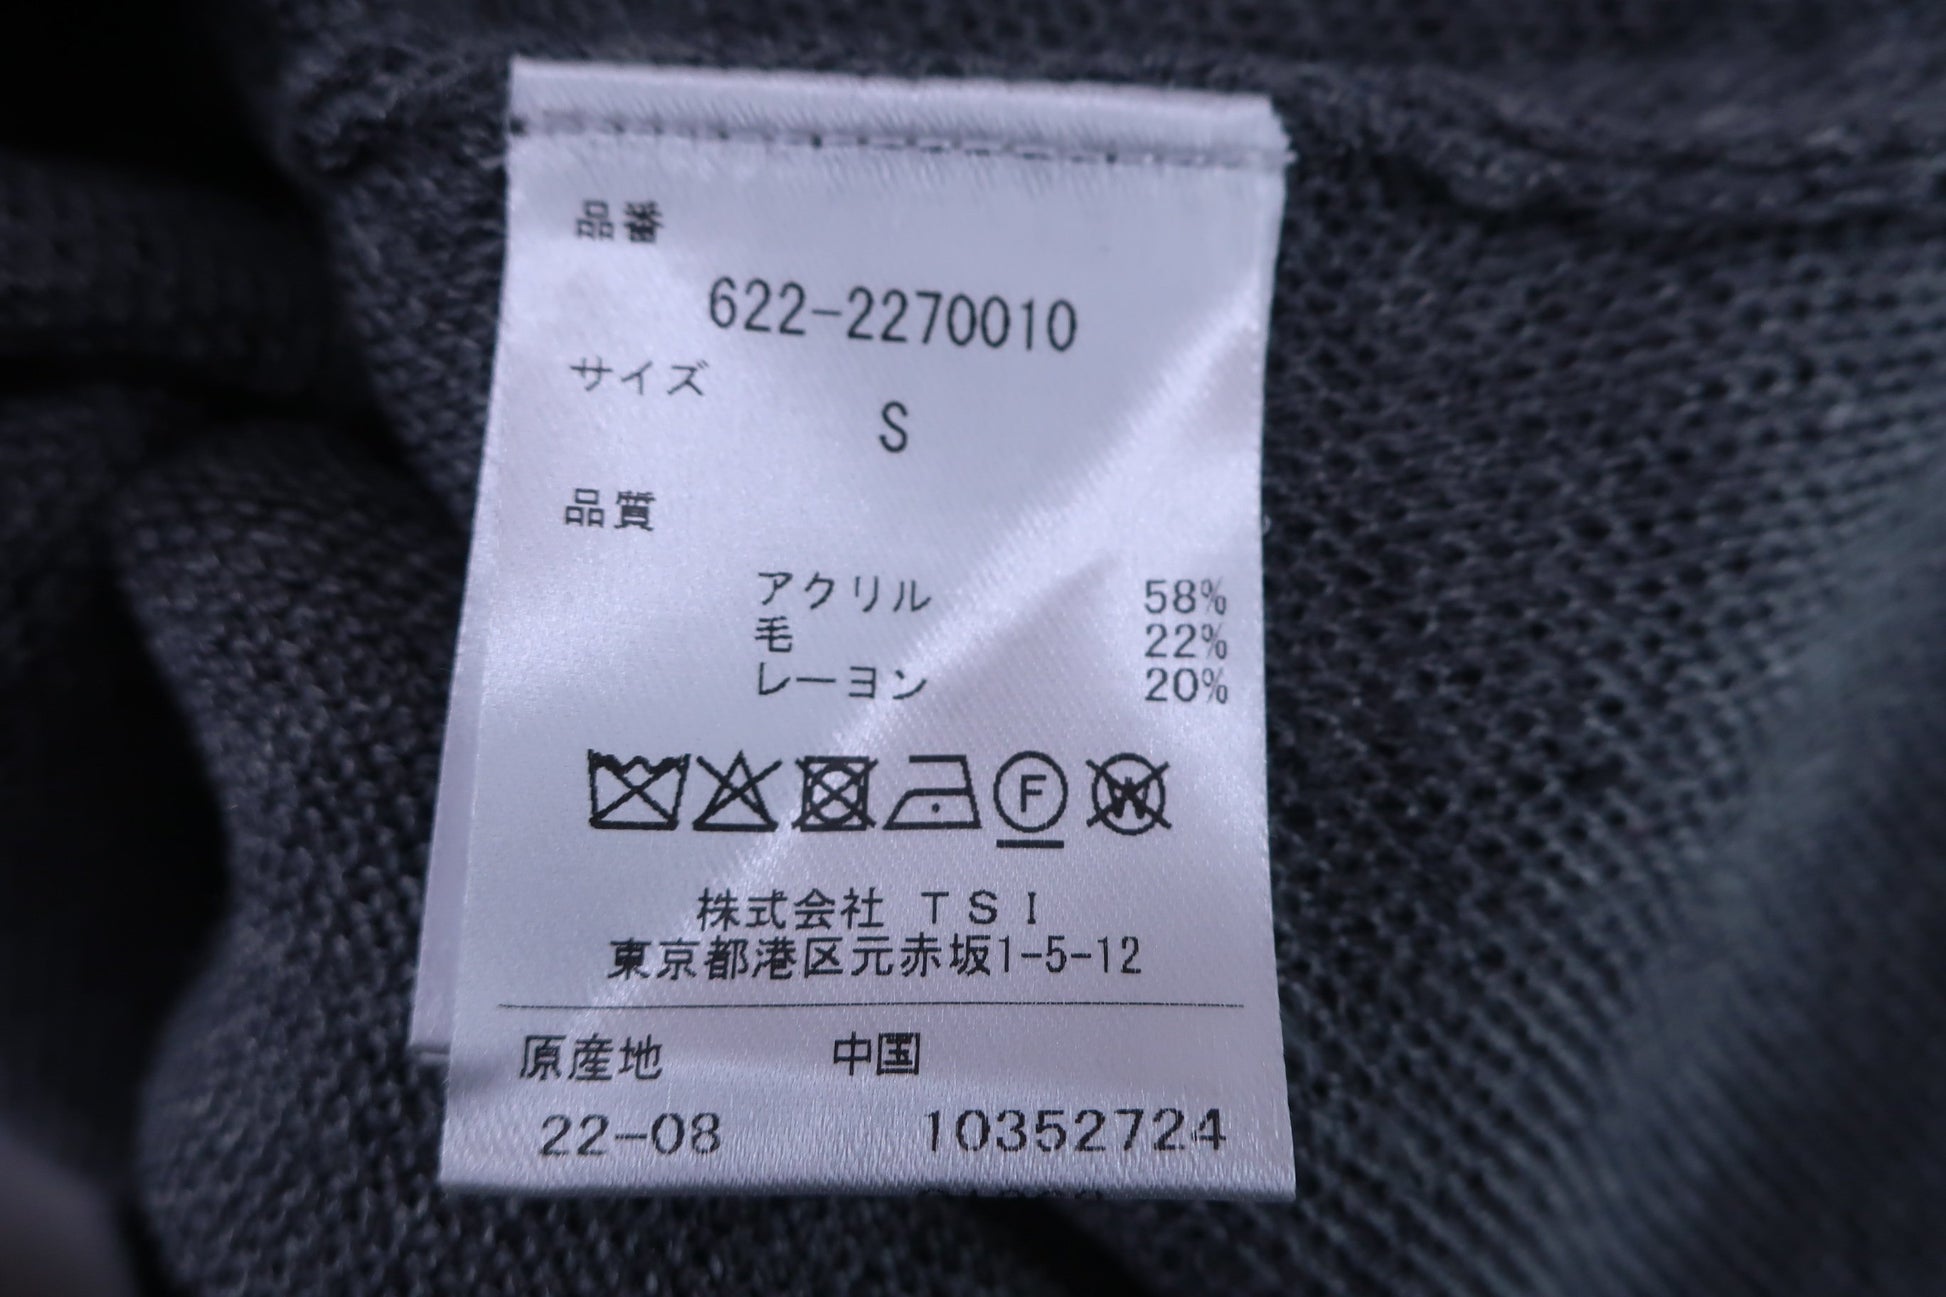 品番
622-2270010
サイズ
S
品質
アクリル 58%
毛 22%
レーヨン 20%
F W
株式会社 TSI
東京都港区元赤坂1-5-12
原産地 中国
22-08 10352724